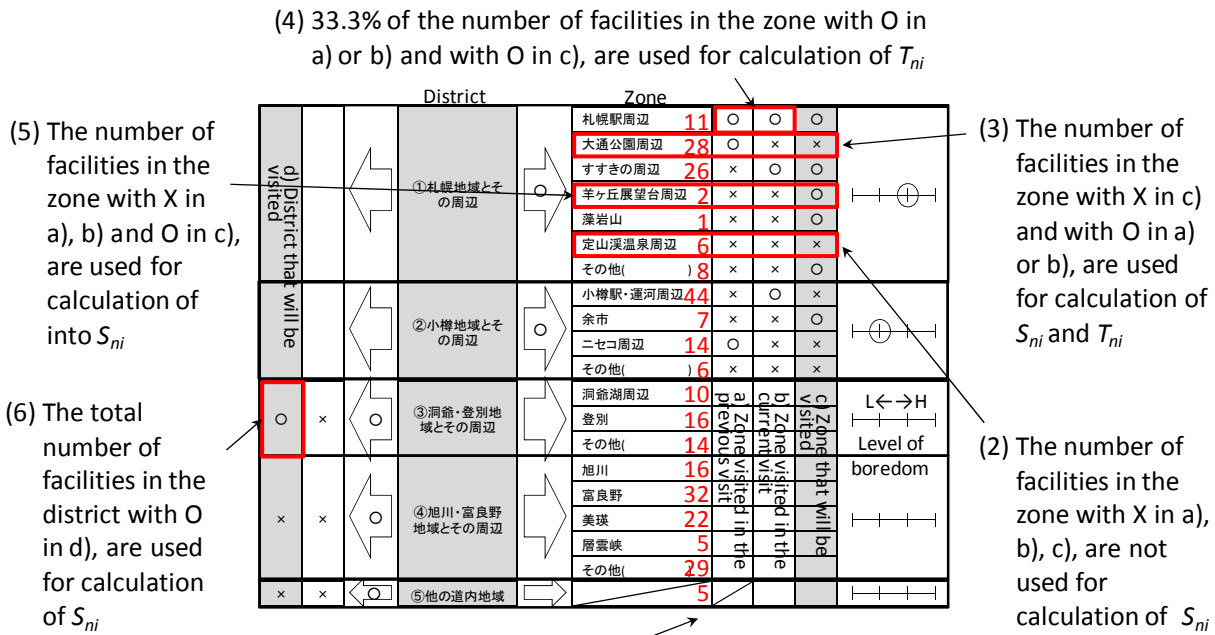 (4) 33.3% of the number of facilities in the zone with O in
a) or b) and with O in c), are used for calculation of Tni
(5) The number of
facilities in the
zone with X in
a), b) and O in c),
are used for
calculation of
into Sni
(6) The total
number of
facilities in the
district with O
in d), are used
for calculation
of Sni
District
Zone
d) District that will be
visited
①札幌地域とそ
の周辺
○
札幌駅周辺 11 ○ ○ ○
大通公園周辺 28 ○ × ×
すすきの周辺 26 × ○ ○
羊ヶ丘展望台周辺 2 × × ○
藻岩山 1 × × ○
定山渓温泉周辺 6 × × ×
その他( ) 8 × × ○
②小樽地域とそ
の周辺
○
小樽駅・運河周辺 44 × ○ ×
余市 7 × × ○
ニセコ周辺 14 ○ × ×
その他( ) 6 × × ×
○ × ○
③洞爺・登別地
域とその周辺
洞爺湖周辺 10
登別 16
その他( 14
× × ○
④旭川・富良野
地域とその周辺
旭川 16
富良野 32
美瑛 22
層雲峡 5
その他( 29
× × ○ ⑤他の道内地域 5
a) Zone visited in the
previous visit
b) Zone visited in the
current visit
c) Zone that will be
visited
L←→H
Level of
boredom
(3) The number of
facilities in the
zone with X in c)
and with O in a)
or b), are used
for calculation of
Sni and Tni
(2) The number of
facilities in the
zone with X in a),
b), c), are not
used for
calculation of Sni